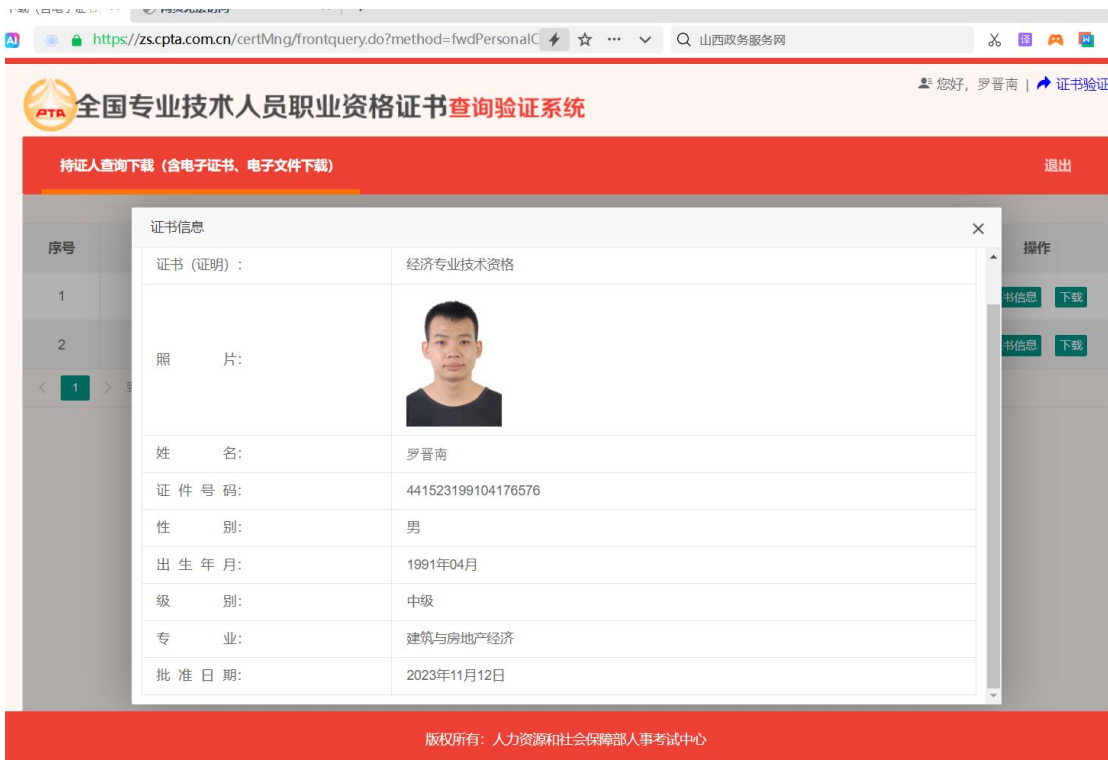 https://zs.cpta.com.cn/certMng/frontquery.do?method=fwdPersonalC
山西政务服务网
您好，罗晋南 | 证书验证
PTA 全国专业技术人员职业资格证书查询验证系统
持证人查询下载（含电子证书、电子文件下载） 退出
证书信息
序号 操作
证书（证明）： 经济专业技术资格
1 书信息 下载
2 书信息 下载
照 片：
1
姓 名： 罗晋南
证 件 号 码： 441523199104176576
性 别： 男
出 生 年 月： 1991年04月
级 别： 中级
专 业： 建筑与房地产经济
批 准 日 期： 2023年11月12日
版权所有：人力资源和社会保障部人事考试中心